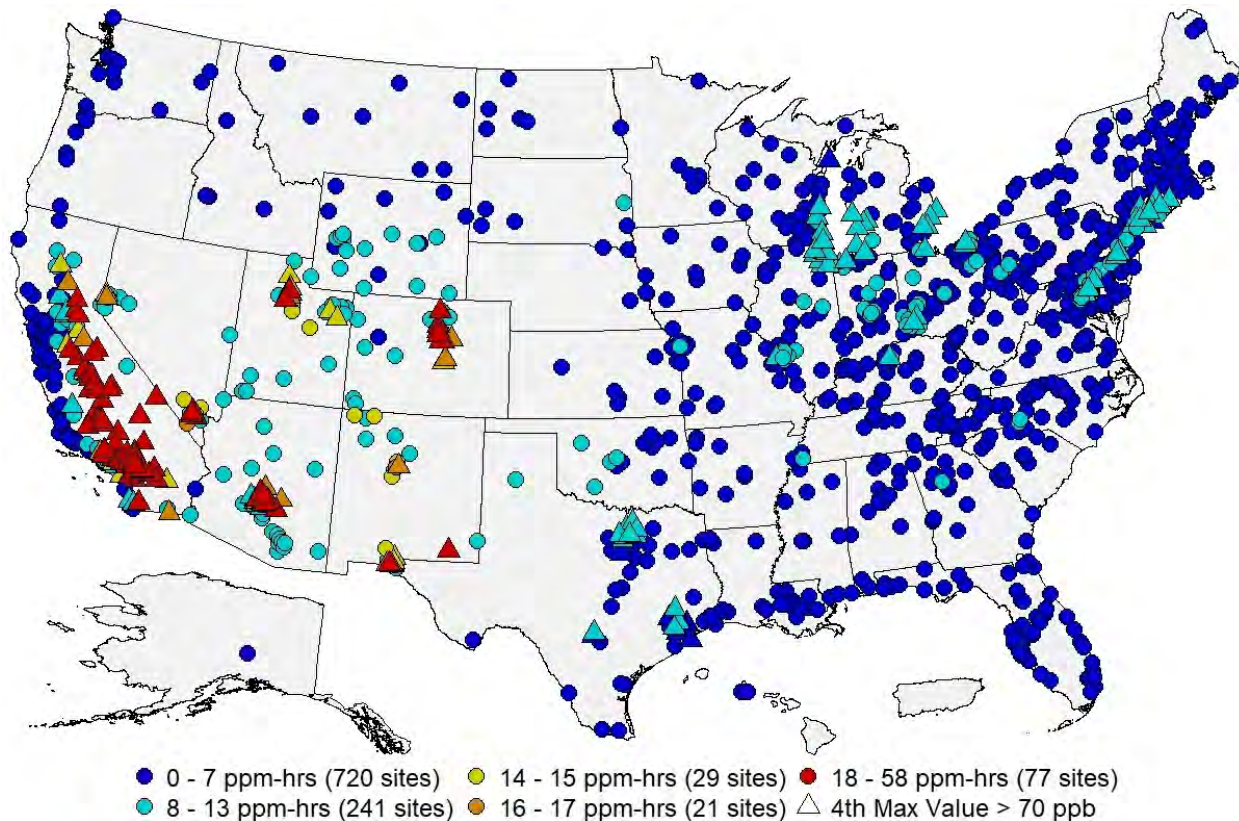 0 - 7 ppm-hrs (720 sites) 14 - 15 ppm-hrs (29 sites) 18 - 58 ppm-hrs (77 sites)
8 - 13 ppm-hrs (241 sites) 16 - 17 ppm-hrs (21 sites) 4th Max Value > 70 ppb